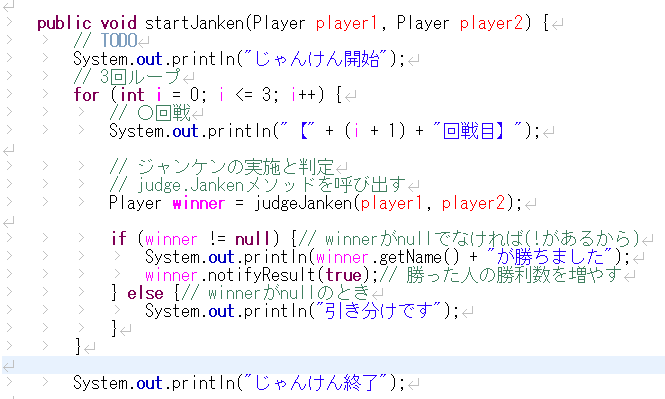 public void startJanken(Player player1, Player player2) {
// TODO
System.out.println("じゃんけん開始");
// 3回ループ
for (int i = 0; i <= 3; i++) {
// 〇回戦
System.out.println("【" + (i + 1) + "回戦目】");
// ジャンケンの実施と判定
// judge.Jankenメソッドを呼び出す
Player winner = judgeJanken(player1, player2);
if (winner != null) {// winnerがnullでなければ(!があるから)
System.out.println(winner.getName() + "が勝ちました");
winner.notifyResult(true);// 勝った人の勝利数を増やす
} else {// winnerがnullのとき
System.out.println("引き分けです");
}
}
System.out.println("じゃんけん終了");